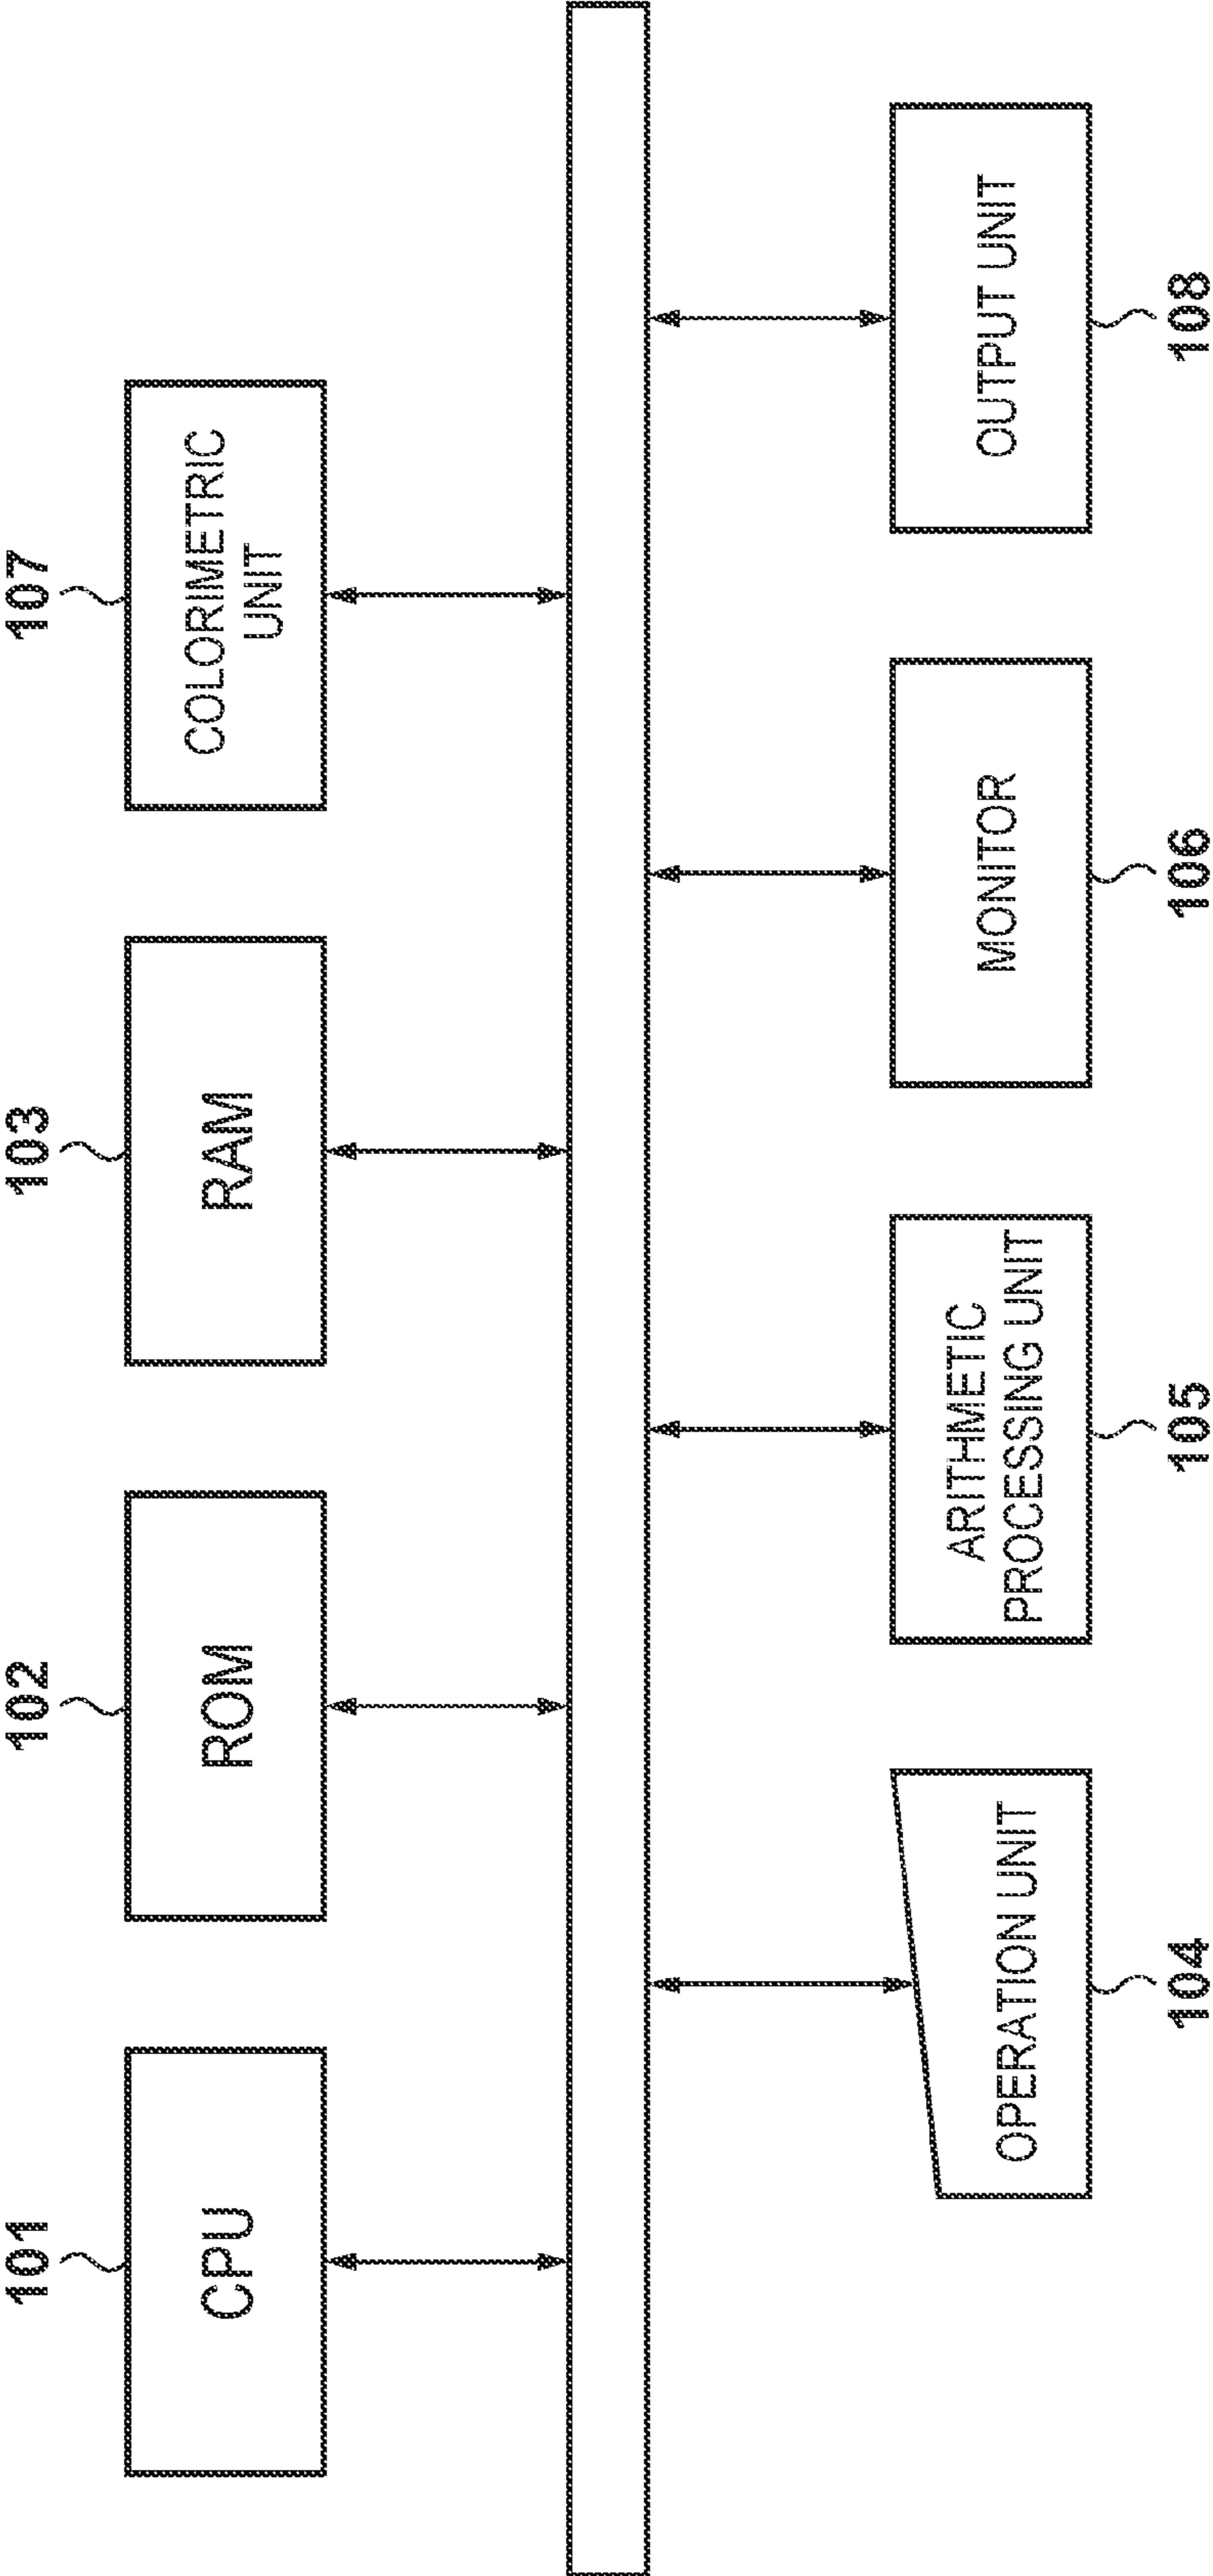 101
CPU
102
ROM
103
RAM
107
COLORIMETRIC
UNIT
OPERATION UNIT
104
ARITHMETIC
PROCESSING UNIT
105
MONITOR
106
OUTPUT UNIT
108